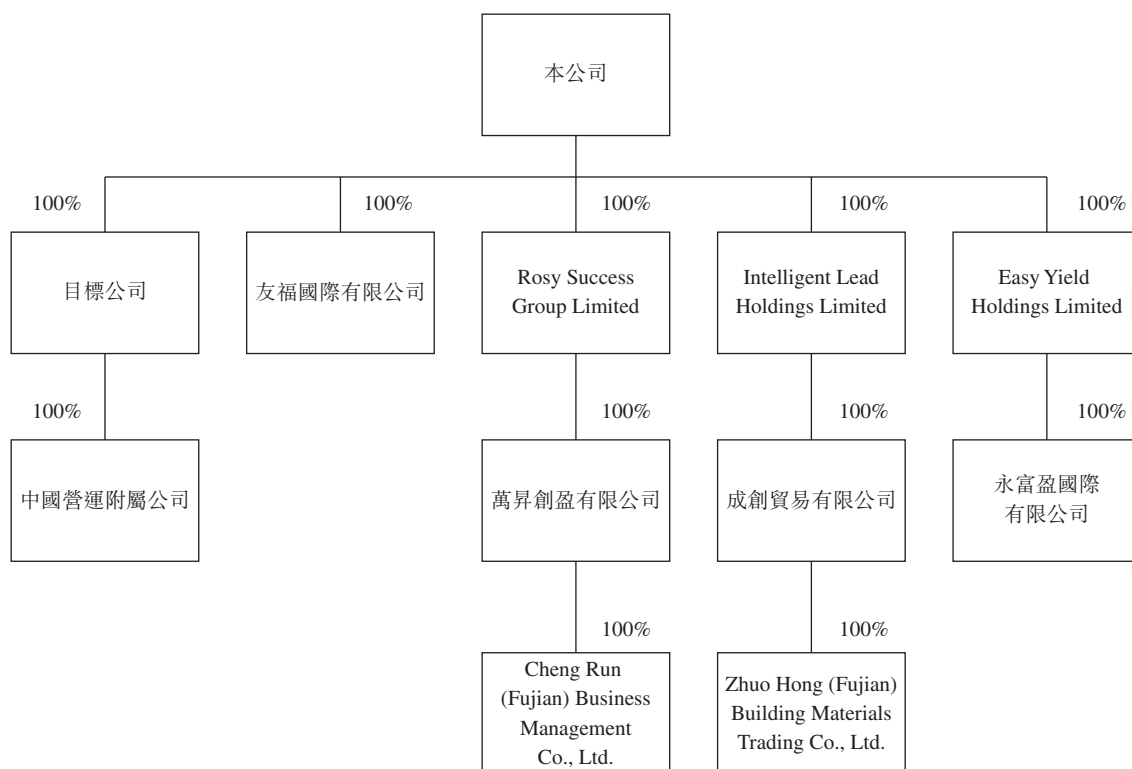 本公司
100%
100%
100%
100%
100%
目標公司
友福國際有限公司
Rosy Success
Group Limited
Intelligent Lead
Holdings Limited
Easy Yield
Holdings Limited
100%
100%
100%
100%
中國營運附屬公司
萬昇創盈有限公司
成創貿易有限公司
永富盈國際
有限公司
100%
100%
Cheng Run
(Fujian) Business
Management
Co., Ltd.
Zhuo Hong (Fujian)
Building Materials
Trading Co., Ltd.